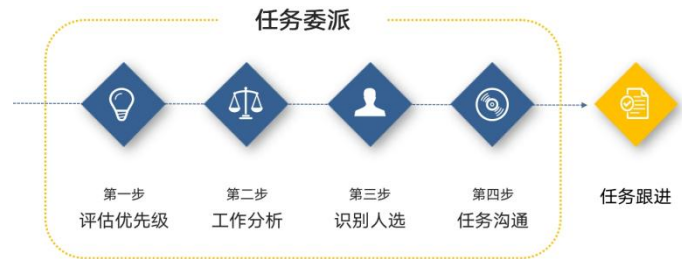 任务委派
第一步
评估优先级
第二步
工作分析
第三步
识别人选
第四步
任务沟通
任务跟进